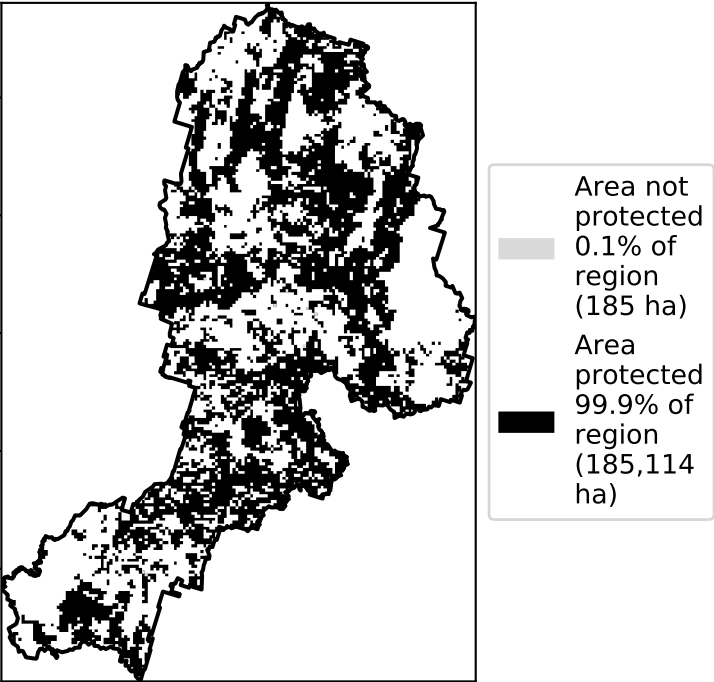 Area not
protected
0.1% of
region
(185 ha)
Area
protected
99.9% of
region
(185,114
ha)